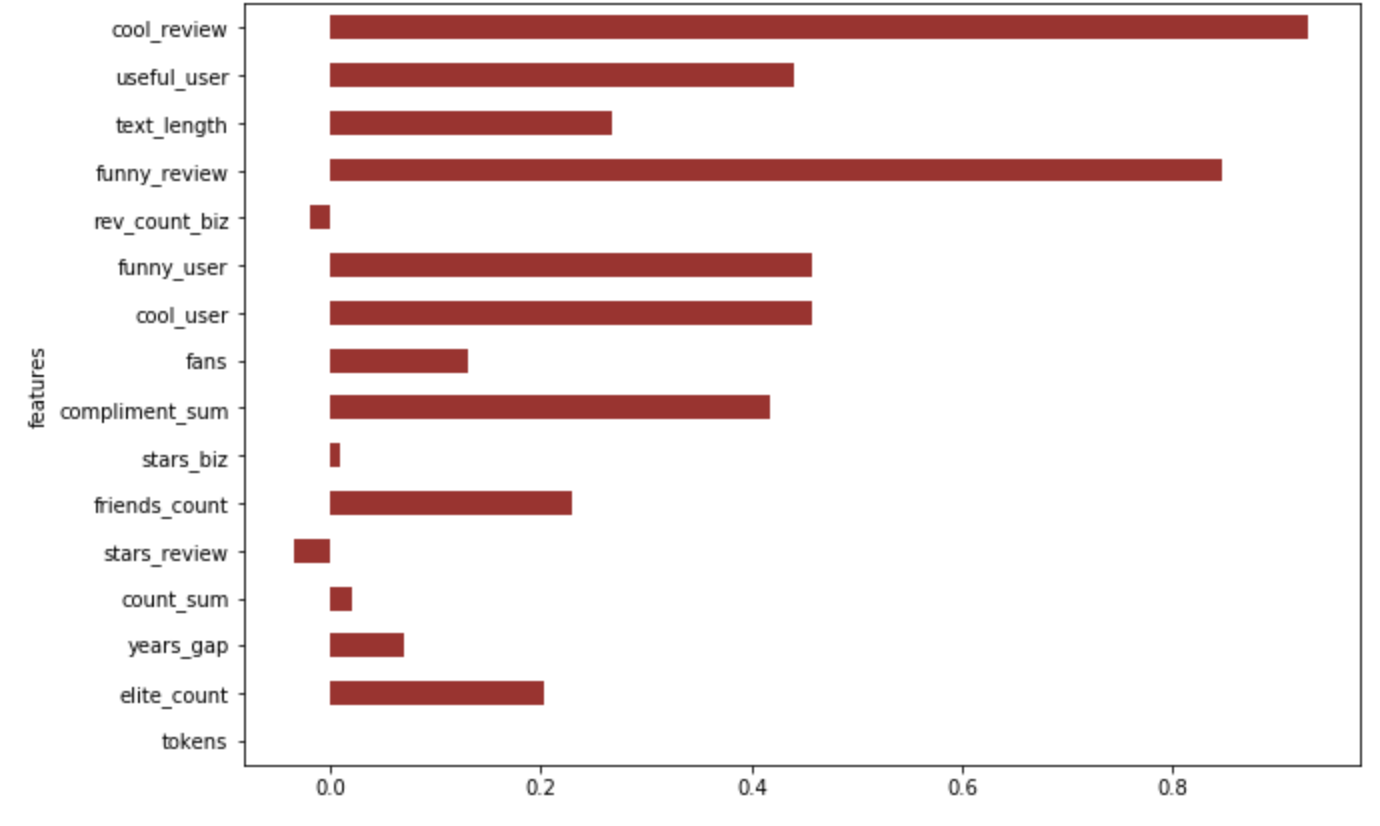 cool_review
useful_user
text_length
funny_review
rev_count_biz
funny_user
cool_user
fans
features
compliment_sum
stars_biz
friends_count
stars_review
count_sum
years_gap
elite_count
tokens
0.0 0.2 0.4 0.6 0.8